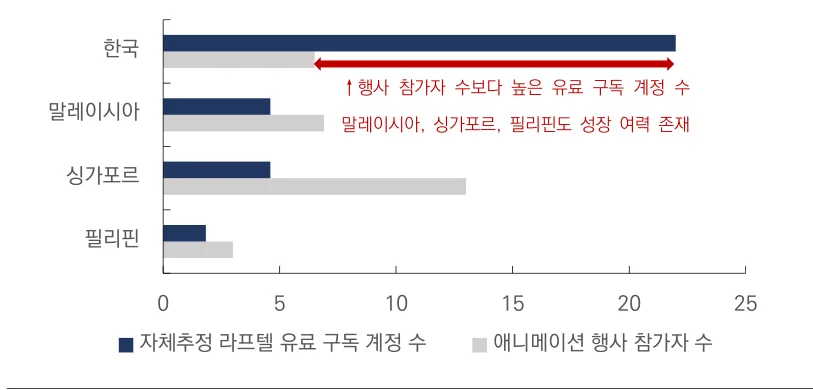 한국
↑행사 참가자 수보다 높은 유료 구독 계정 수
말레이시아
말레이시아, 싱가포르, 필리핀도 성장 여력 존재
싱가포르
필리핀
0 5 10 15 20 25
자체추정 라프텔 유료 구독 계정 수 애니메이션 행사 참가자 수